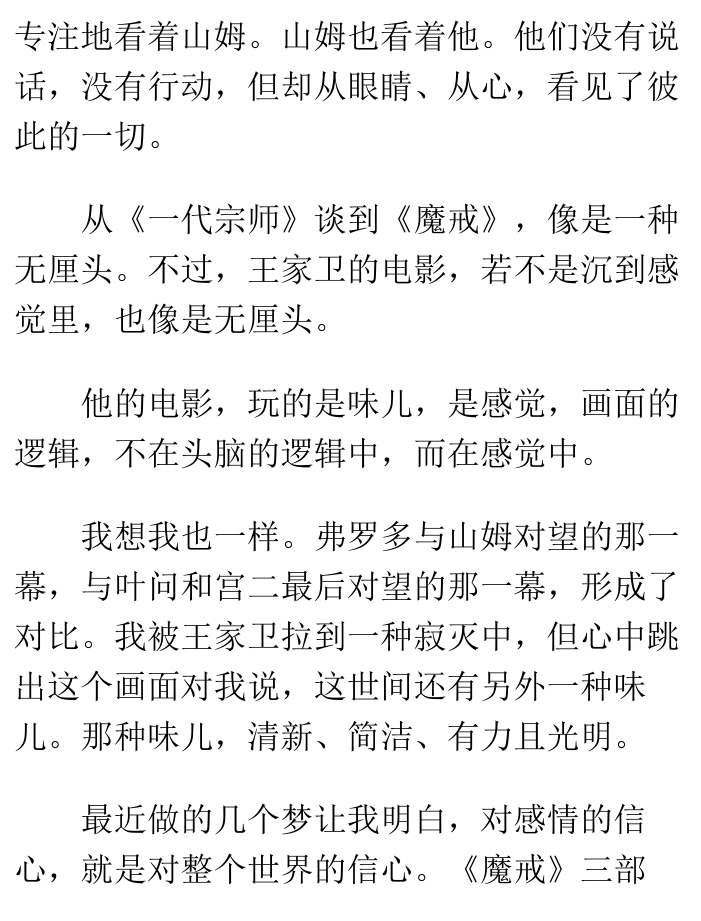 专注地看着山姆。山姆也看着他。他们没有说
话，没有行动，但却从眼睛、从心，看见了彼
此的一切。
从《一代宗师》谈到《魔戒》，像是一种
无厘头。不过，王家卫的电影，若不是沉到感
觉里，也像是无厘头。
他的电影，玩的是味儿，是感觉，画面的
逻辑，不在头脑的逻辑中，而在感觉中。
我想我也一样。弗罗多与山姆对望的那一
幕，与叶问和宫二最后对望的那一幕，形成了
对比。我被王家卫拉到一种寂灭中，但心中跳
出这个画面对我说，这世间还有另外一种味
儿。那种味儿，清新、简洁、有力且光明。
最近做的几个梦让我明白，对感情的信
心，就是对整个世界的信心。《魔戒》三部